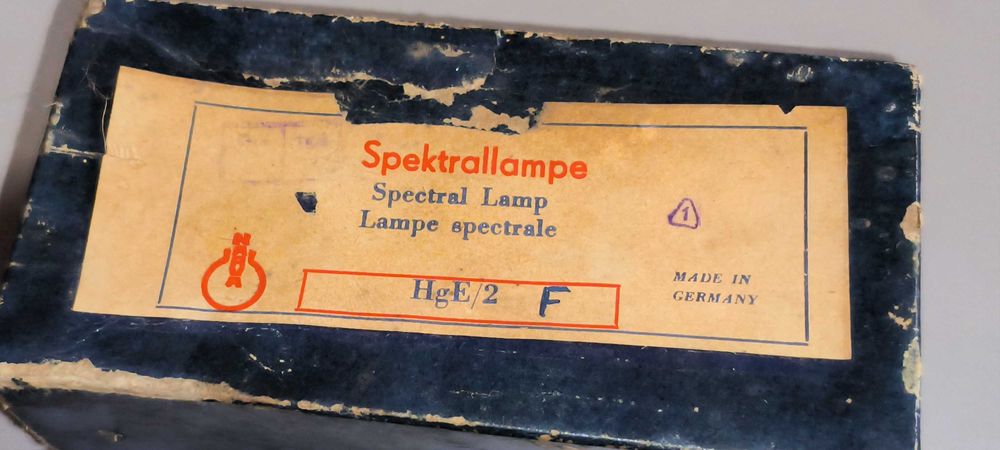 Spektrallampe
Spectral Lamp
Lampe spectrale
1
HgE/2 F
MADE IN
GERMANY